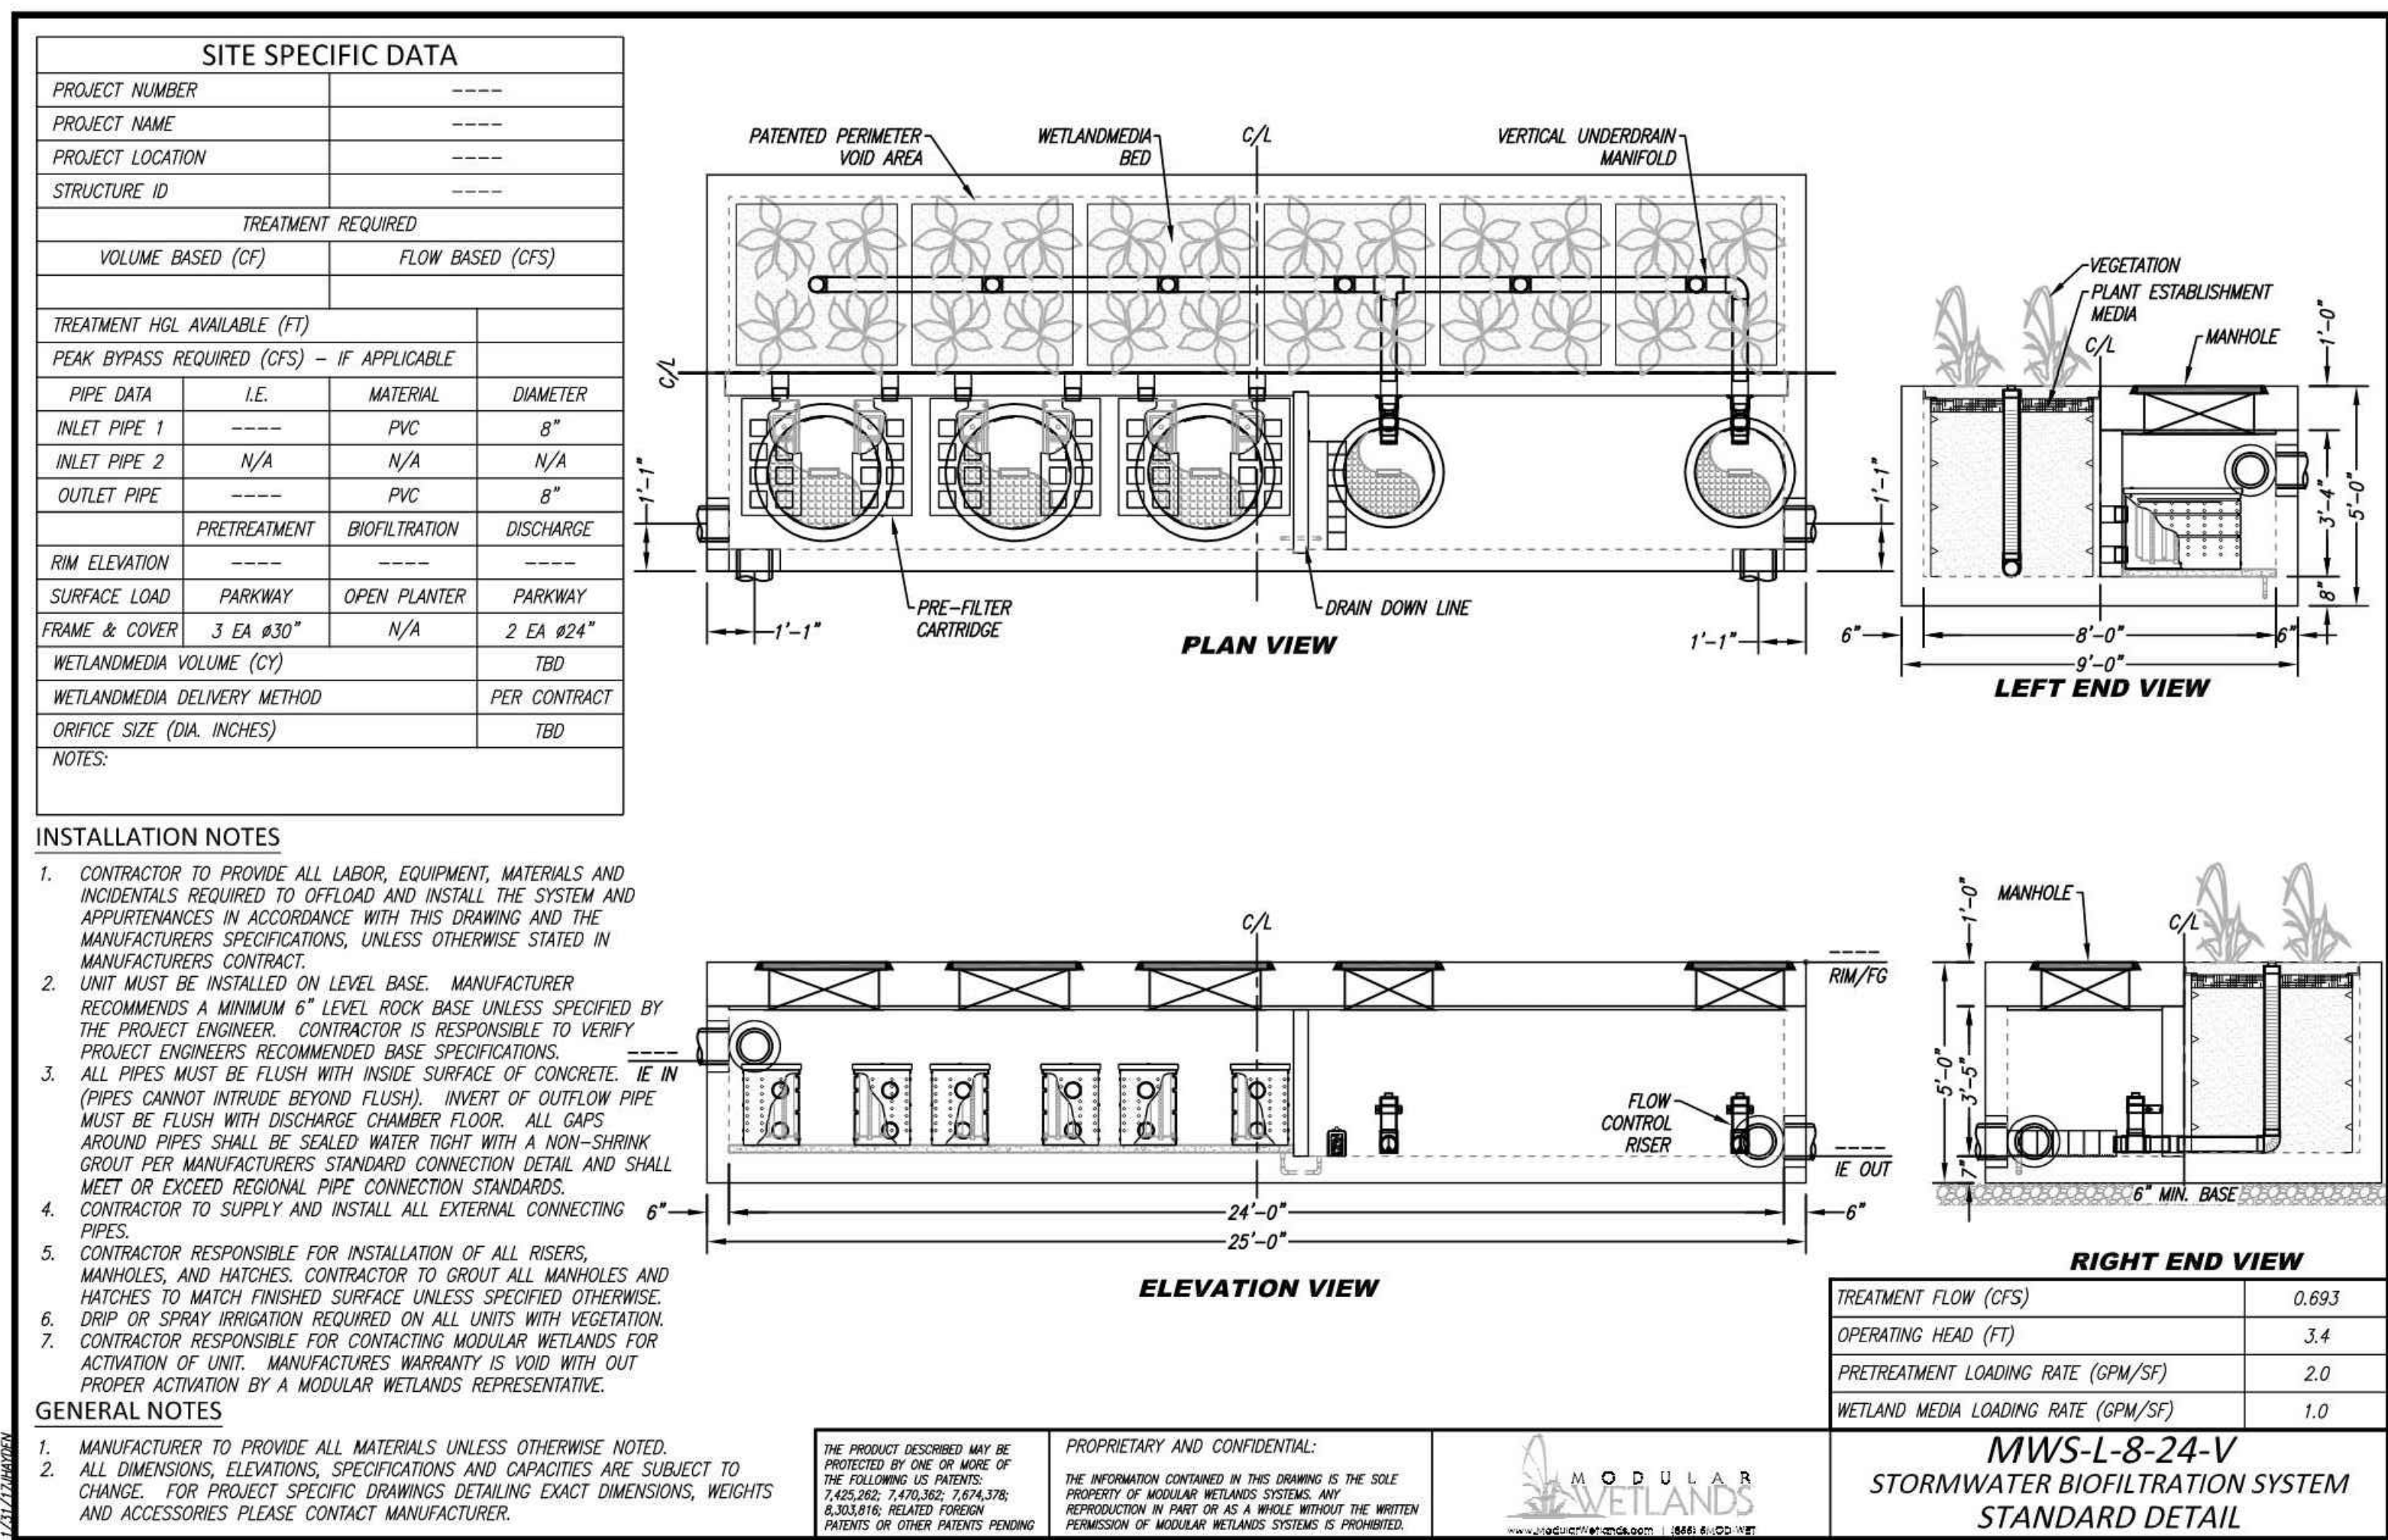 SITE SPECIFIC DATA
PROJECT NUMBER ----
PROJECT NAME ----
PROJECT LOCATION ----
STRUCTURE ID ----
TREATMENT REQUIRED
VOLUME BASED (CF) FLOW BASED (CFS)
TREATMENT HGL AVAILABLE (FT)
PEAK BYPASS REQUIRED (CFS) – IF APPLICABLE
PIPE DATA I.E. MATERIAL DIAMETER
INLET PIPE 1 ---- PVC 8"
INLET PIPE 2 N/A N/A N/A
OUTLET PIPE ---- PVC 8"
PRETREATMENT BIOFILTRATION DISCHARGE
RIM ELEVATION ---- ---- ----
SURFACE LOAD PARKWAY OPEN PLANTER PARKWAY
FRAME & COVER 3 EA ø30" N/A 2 EA ø24"
WETLANDMEDIA VOLUME (CY) TBD
WETLANDMEDIA DELIVERY METHOD PER CONTRACT
ORIFICE SIZE (DIA. INCHES) TBD
NOTES:
INSTALLATION NOTES
1. CONTRACTOR TO PROVIDE ALL LABOR, EQUIPMENT, MATERIALS AND
INCIDENTALS REQUIRED TO OFFLOAD AND INSTALL THE SYSTEM AND
APPURTENANCES IN ACCORDANCE WITH THIS DRAWING AND THE
MANUFACTURERS SPECIFICATIONS, UNLESS OTHERWISE STATED IN
MANUFACTURERS CONTRACT.
2. UNIT MUST BE INSTALLED ON LEVEL BASE. MANUFACTURER
RECOMMENDS A MINIMUM 6" LEVEL ROCK BASE UNLESS SPECIFIED BY
THE PROJECT ENGINEER. CONTRACTOR IS RESPONSIBLE TO VERIFY
PROJECT ENGINEERS RECOMMENDED BASE SPECIFICATIONS.
3. ALL PIPES MUST BE FLUSH WITH INSIDE SURFACE OF CONCRETE.
(PIPES CANNOT INTRUDE BEYOND FLUSH). INVERT OF OUTFLOW PIPE
MUST BE FLUSH WITH DISCHARGE CHAMBER FLOOR. ALL GAPS
AROUND PIPES SHALL BE SEALED WATER TIGHT WITH A NON–SHRINK
GROUT PER MANUFACTURERS STANDARD CONNECTION DETAIL AND SHALL
MEET OR EXCEED REGIONAL PIPE CONNECTION STANDARDS.
4. CONTRACTOR TO SUPPLY AND INSTALL ALL EXTERNAL CONNECTING
PIPES.
5. CONTRACTOR RESPONSIBLE FOR INSTALLATION OF ALL RISERS,
MANHOLES, AND HATCHES. CONTRACTOR TO GROUT ALL MANHOLES AND
HATCHES TO MATCH FINISHED SURFACE UNLESS SPECIFIED OTHERWISE.
6. DRIP OR SPRAY IRRIGATION REQUIRED ON ALL UNITS WITH VEGETATION.
7. CONTRACTOR RESPONSIBLE FOR CONTACTING MODULAR WETLANDS FOR
ACTIVATION OF UNIT. MANUFACTURES WARRANTY IS VOID WITH OUT
PROPER ACTIVATION BY A MODULAR WETLANDS REPRESENTATIVE.
GENERAL NOTES
1. MANUFACTURER TO PROVIDE ALL MATERIALS UNLESS OTHERWISE NOTED.
2. ALL DIMENSIONS, ELEVATIONS, SPECIFICATIONS AND CAPACITIES ARE SUBJECT TO
CHANGE. FOR PROJECT SPECIFIC DRAWINGS DETAILING EXACT DIMENSIONS, WEIGHTS
AND ACCESSORIES PLEASE CONTACT MANUFACTURER.
PATENTED PERIMETER
VOID AREA
WETLANDMEDIA
BED
C/L
VERTICAL UNDERDRAIN
MANIFOLD
C/L
1'–1"
1'–1"
PRE–FILTER
CARTRIDGE
DRAIN DOWN LINE
1'–1"
1'–1"
PLAN VIEW
VEGETATION
PLANT ESTABLISHMENT
MEDIA
C/L
MANHOLE
1'–0"
3'–4"
5'–0"
8"
6"
8'–0"
6"
9'–0"
LEFT END VIEW
C/L
----
RIM/FG
----
IE IN
FLOW
CONTROL
RISER
----
IE OUT
6"
24'–0"
6"
25'–0"
ELEVATION VIEW
1'–0"
MANHOLE
C/L
5'–0"
3'–5"
7"
6" MIN. BASE
RIGHT END VIEW
TREATMENT FLOW (CFS) 0.693
OPERATING HEAD (FT) 3.4
PRETREATMENT LOADING RATE (GPM/SF) 2.0
WETLAND MEDIA LOADING RATE (GPM/SF) 1.0
THE PRODUCT DESCRIBED MAY BE
PROTECTED BY ONE OR MORE OF
THE FOLLOWING US PATENTS:
7,425,262; 7,470,362; 7,674,378;
8,303,816; RELATED FOREIGN
PATENTS OR OTHER PATENTS PENDING
PROPRIETARY AND CONFIDENTIAL:
THE INFORMATION CONTAINED IN THIS DRAWING IS THE SOLE
PROPERTY OF MODULAR WETLANDS SYSTEMS. ANY
REPRODUCTION IN PART OR AS A WHOLE WITHOUT THE WRITTEN
PERMISSION OF MODULAR WETLANDS SYSTEMS IS PROHIBITED.
MODULAR
WETLANDS
www.ModularWetlands.com | (855) 5MOD-WET
MWS-L-8-24-V
STORMWATER BIOFILTRATION SYSTEM
STANDARD DETAIL